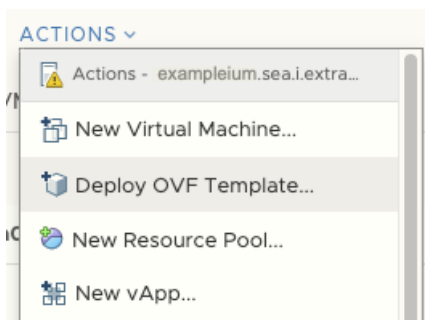 ACTIONS
Actions - exampleium.sea.i.extra...
New Virtual Machine...
Deploy OVF Template...
New Resource Pool...
New vApp...